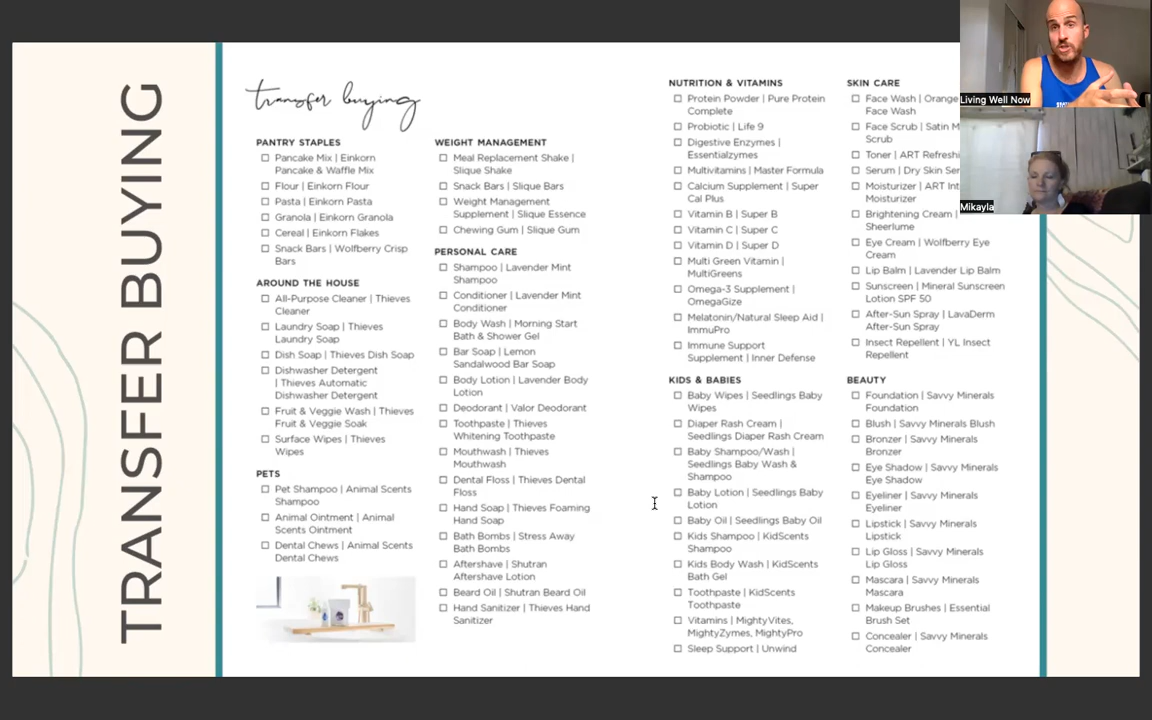 TRANSFER BUYING
transfer buying
PANTRY STAPLES
Pancake Mix | Einkorn
Pancake & Waffle Mix
Flour | Einkorn Flour
Pasta | Einkorn Pasta
Granola | Einkorn Granola
Cereal | Einkorn Flakes
Snack Bars | Wolfberry Crisp
Bars
AROUND THE HOUSE
All-Purpose Cleaner | Thieves
Cleaner
Laundry Soap | Thieves
Laundry Soap
Dish Soap | Thieves Dish Soap
Dishwasher Detergent
| Thieves Automatic
Dishwasher Detergent
Fruit & Veggie Wash | Thieves
Fruit & Veggie Soak
Surface Wipes | Thieves
Wipes
PETS
Pet Shampoo | Animal Scents
Shampoo
Animal Ointment | Animal
Scents Ointment
Dental Chews | Animal Scents
Dental Chews
WEIGHT MANAGEMENT
Meal Replacement Shake |
Slique Shake
Snack Bars | Slique Bars
Weight Management
Supplement | Slique Essence
Chewing Gum | Slique Gum
PERSONAL CARE
Shampoo | Lavender Mint
Shampoo
Conditioner | Lavender Mint
Conditioner
Body Wash | Morning Start
Bath & Shower Gel
Bar Soap | Lemon
Sandalwood Bar Soap
Body Lotion | Lavender Body
Lotion
Deodorant | Valor Deodorant
Toothpaste | Thieves
Whitening Toothpaste
Mouthwash | Thieves
Mouthwash
Dental Floss | Thieves Dental
Floss
Hand Soap | Thieves Foaming
Hand Soap
Bath Bombs | Stress Away
Bath Bombs
Aftershave | Shutran
Aftershave Lotion
Beard Oil | Shutran Beard Oil
Hand Sanitizer | Thieves Hand
Sanitizer
NUTRITION & VITAMINS
Protein Powder | Pure Protein
Complete
Probiotic | Life 9
Digestive Enzymes |
Essentialzymes
Multivitamins | Master Formula
Calcium Supplement | Super
Cal Plus
Vitamin B | Super B
Vitamin C | Super C
Vitamin D | Super D
Multi Green Vitamin |
MultiGreens
Omega-3 Supplement |
OmegaGize
Melatonin/Natural Sleep Aid |
ImmuPro
Immune Support
Supplement | Inner Defense
KIDS & BABIES
Baby Wipes | Seedlings Baby
Wipes
Diaper Rash Cream |
Seedlings Diaper Rash Cream
Baby Shampoo/Wash |
Seedlings Baby Wash &
Shampoo
Baby Lotion | Seedlings Baby
Lotion
Baby Oil | Seedlings Baby Oil
Kids Shampoo | KidScents
Shampoo
Kids Body Wash | KidScents
Bath Gel
Toothpaste | KidScents
Toothpaste
Vitamins | MightyVites,
MightyZymes, MightyPro
Sleep Support | Unwind
SKIN CARE
Face Wash | Orange
Face Wash
Face Scrub | Satin M
Scrub
Toner | ART Refreshi
Serum | Dry Skin Ser
Moisturizer | ART Int
Moisturizer
Brightening Cream |
Sheerlume
Eye Cream | Wolfberry Eye
Cream
Lip Balm | Lavender Lip Balm
Sunscreen | Mineral Sunscreen
Lotion SPF 50
After-Sun Spray | LavaDerm
After-Sun Spray
Insect Repellent | YL Insect
Repellent
BEAUTY
Foundation | Savvy Minerals
Foundation
Blush | Savvy Minerals Blush
Bronzer | Savvy Minerals
Bronzer
Eye Shadow | Savvy Minerals
Eye Shadow
Eyeliner | Savvy Minerals
Eyeliner
Lipstick | Savvy Minerals
Lipstick
Lip Gloss | Savvy Minerals
Lip Gloss
Mascara | Savvy Minerals
Mascara
Makeup Brushes | Essential
Brush Set
Concealer | Savvy Minerals
Concealer
Living Well Now
Mikayla